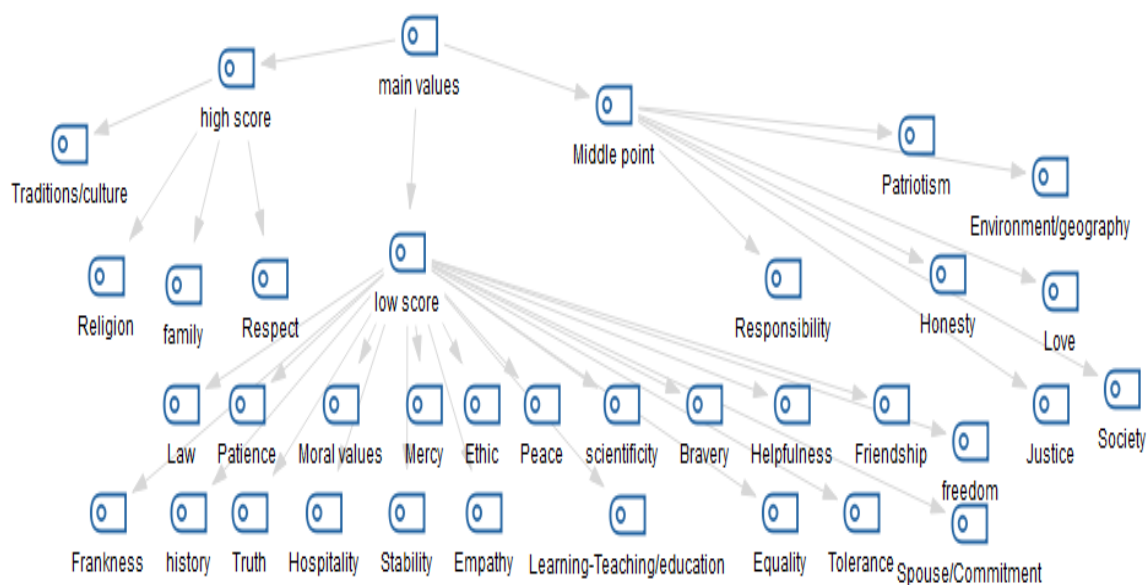 main values
high score
Middle point
Traditions/culture
Patriotism
Environment/geography
low score
Religion
family
Respect
Responsibility
Honesty
Love
Law
Patience
Moral values
Mercy
Ethic
Peace
scientificity
Bravery
Helpfulness
Friendship
freedom
Justice
Society
Frankness
history
Truth
Hospitality
Stability
Empathy
Learning-Teaching/education
Equality
Tolerance
Spouse/Commitment